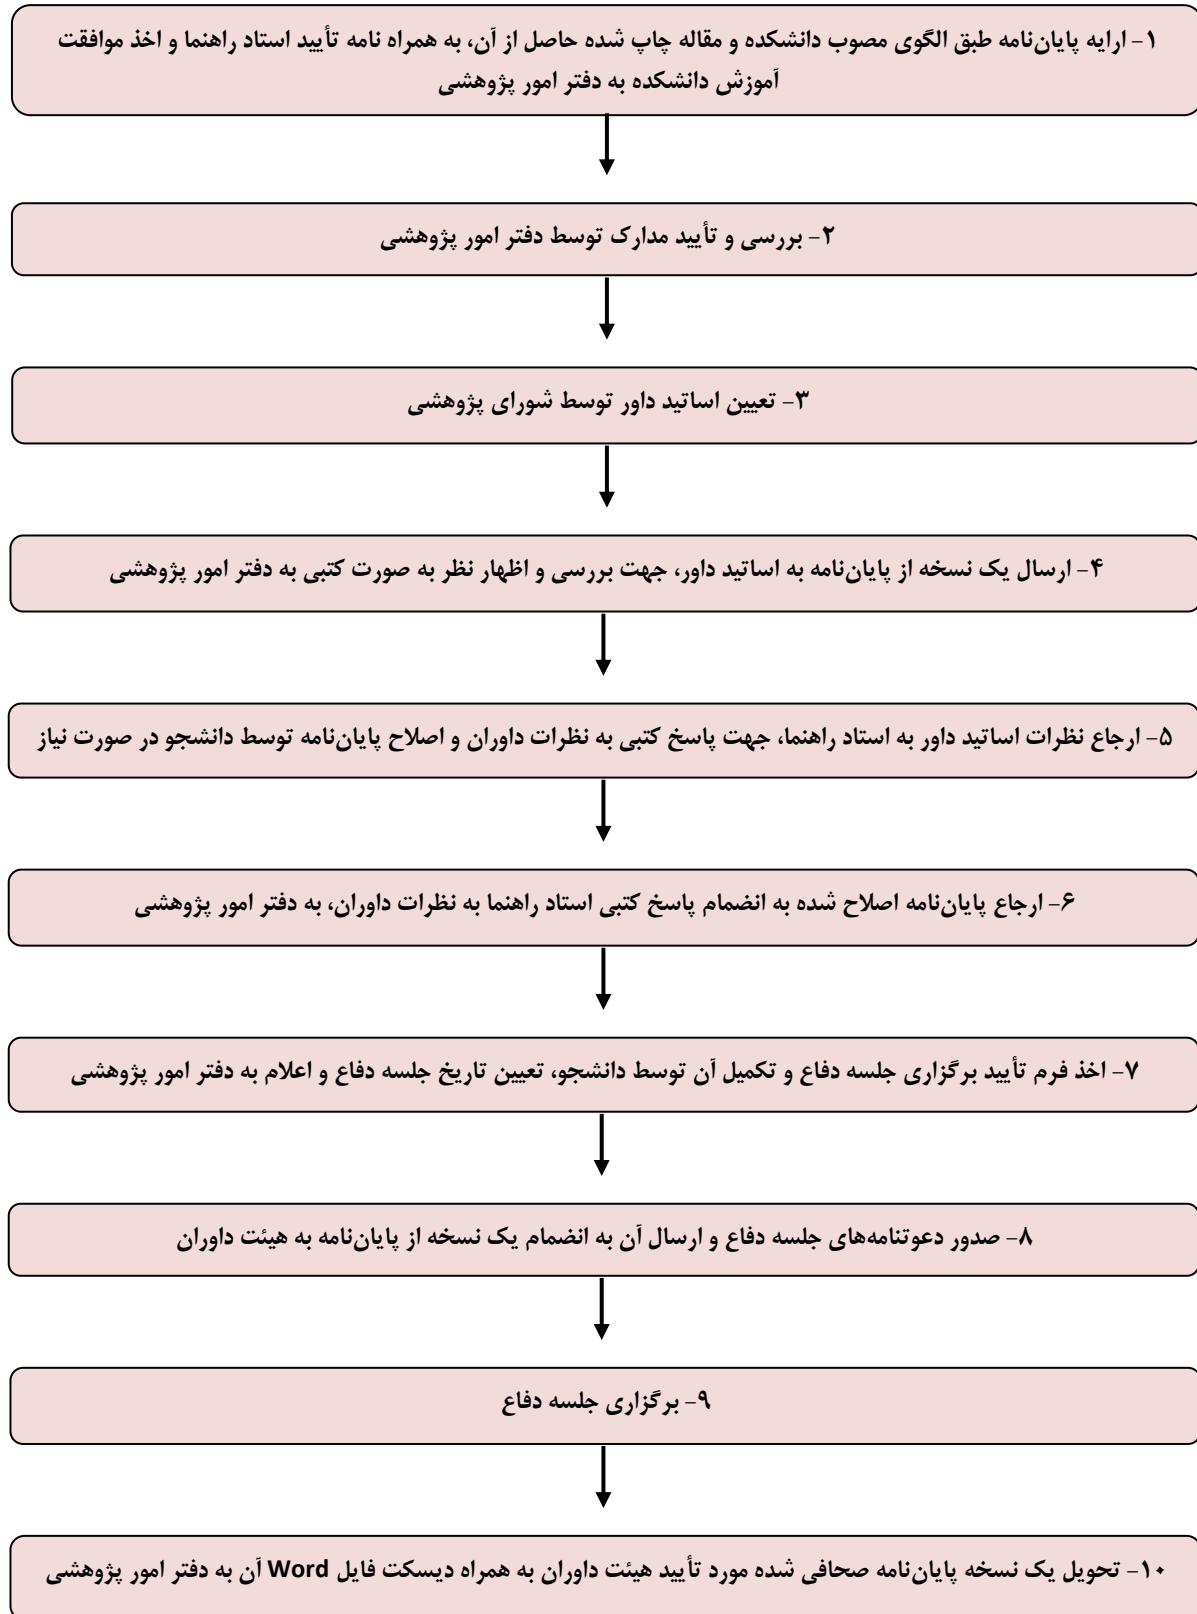 ۱- ارایه پایان‌نامه طبق الگوی مصوب دانشکده و مقاله چاپ شده حاصل از آن، به همراه نامه تأیید استاد راهنما و اخذ موافقت
آموزش دانشکده به دفتر امور پژوهشی
۲- بررسی و تأیید مدارک توسط دفتر امور پژوهشی
۳- تعیین اساتید داور توسط شورای پژوهشی
۴- ارسال یک نسخه از پایان‌نامه به اساتید داور، جهت بررسی و اظهار نظر به صورت کتبی به دفتر امور پژوهشی
۵- ارجاع نظرات اساتید داور به استاد راهنما، جهت پاسخ کتبی به نظرات داوران و اصلاح پایان‌نامه توسط دانشجو در صورت نیاز
۶- ارجاع پایان‌نامه اصلاح شده به انضمام پاسخ کتبی استاد راهنما به نظرات داوران، به دفتر امور پژوهشی
۷- اخذ فرم تأیید برگزاری جلسه دفاع و تکمیل آن توسط دانشجو، تعیین تاریخ جلسه دفاع و اعلام به دفتر امور پژوهشی
۸- صدور دعوتنامه‌های جلسه دفاع و ارسال آن به انضمام یک نسخه از پایان‌نامه به هیئت داوران
۹- برگزاری جلسه دفاع
۱۰- تحویل یک نسخه پایان‌نامه صحافی شده مورد تأیید هیئت داوران به همراه دیسکت فایل Word آن به دفتر امور پژوهشی